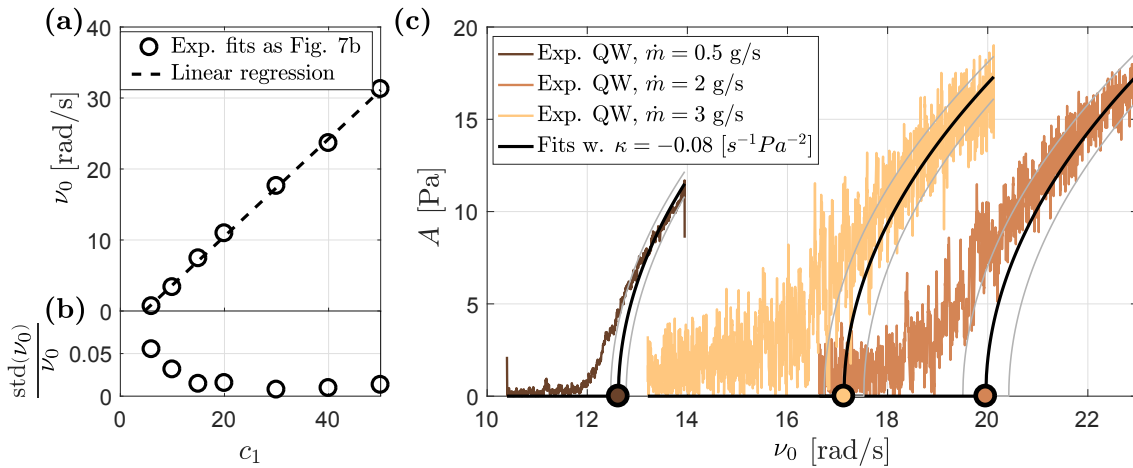 (a)
ν₀ [rad/s]
40
30
20
10
0
Exp. fits as Fig. 7b
Linear regression
(b)
std(ν₀)
ν₀
0.05
0
0 20 40
c₁
(c)
A [Pa]
20
15
10
5
0
Exp. QW, ṁ = 0.5 g/s
Exp. QW, ṁ = 2 g/s
Exp. QW, ṁ = 3 g/s
Fits w. κ = −0.08 [s⁻¹Pa⁻²]
10 12 14 16 18 20 22
ν₀ [rad/s]